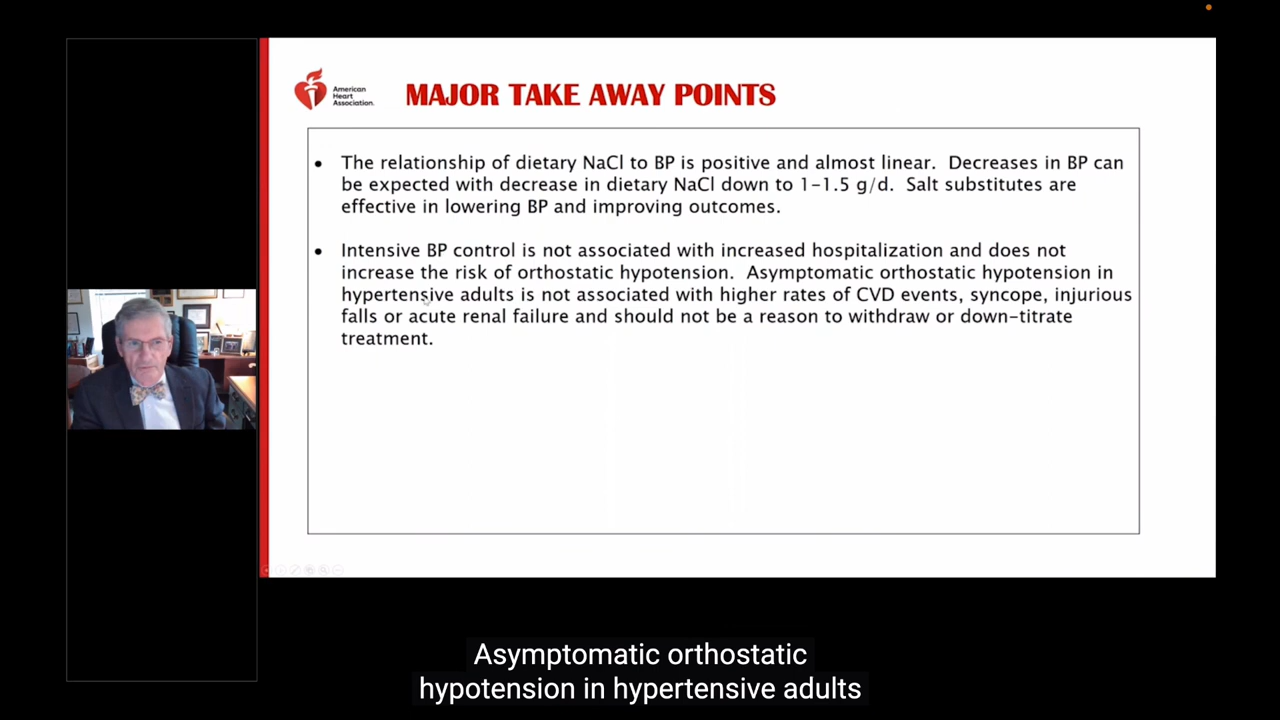 American
Heart
Association.
MAJOR TAKE AWAY POINTS
• The relationship of dietary NaCl to BP is positive and almost linear. Decreases in BP can
be expected with decrease in dietary NaCl down to 1-1.5 g/d. Salt substitutes are
effective in lowering BP and improving outcomes.
• Intensive BP control is not associated with increased hospitalization and does not
increase the risk of orthostatic hypotension. Asymptomatic orthostatic hypotension in
hypertensive adults is not associated with higher rates of CVD events, syncope, injurious
falls or acute renal failure and should not be a reason to withdraw or down-titrate
treatment.
Asymptomatic orthostatic
hypotension in hypertensive adults